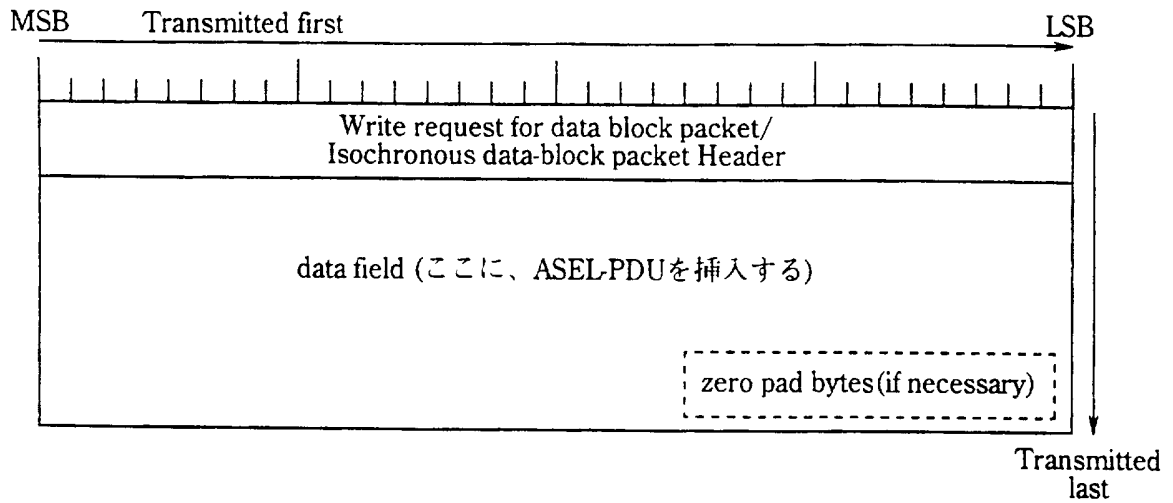 MSB Transmitted first LSB
Write request for data block packet/
Isochronous data-block packet Header
data field (ここに、ASEL-PDUを挿入する)
zero pad bytes(if necessary)
Transmitted
last